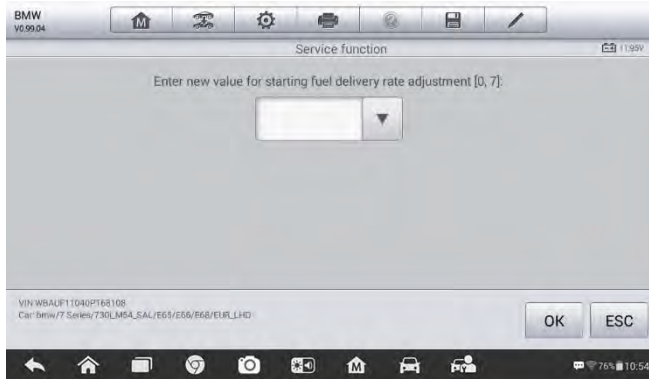 BMW
V0.99.04
Service function
11.95V
Enter new value for starting fuel delivery rate adjustment [0, 7]:
VIN WBAUF11040PT68108
Car: bmw/7 Series/730i_M54_SAL/E65/E66/E68/EUR_LHD
OK
ESC
76%
10:54